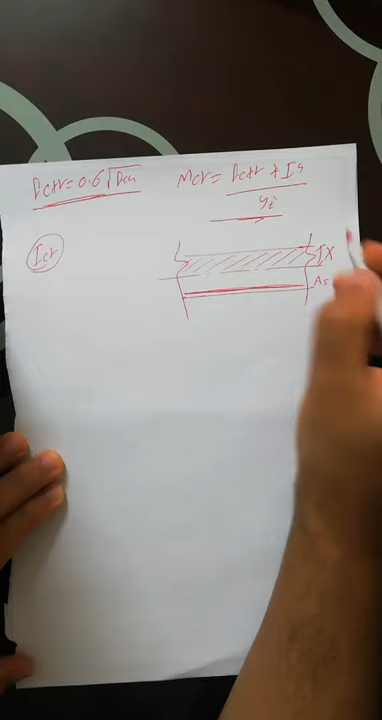 fctr = 0.6√fcu
Mcr = fctr * Ig / yt
Icr
X
As